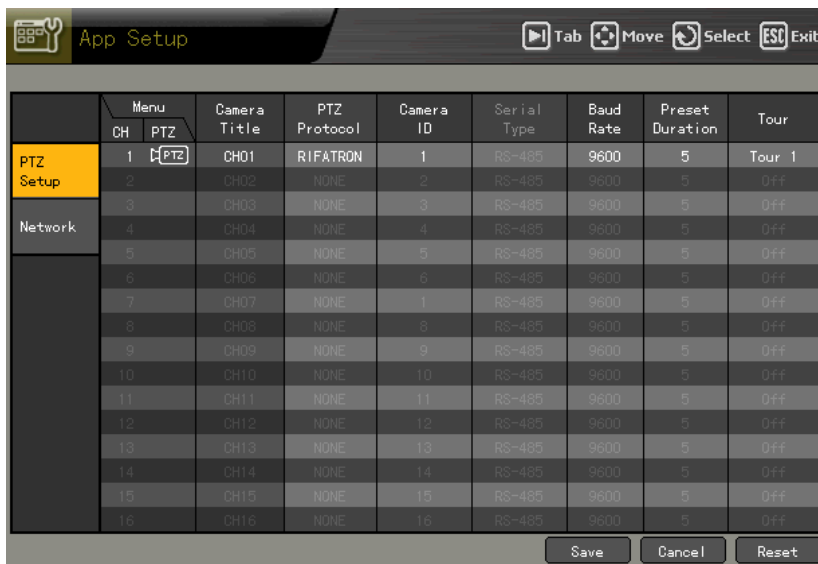 App Setup Tab Move Select ESC Exit
Menu
CH PTZ Camera Title PTZ Protocol Camera ID Serial Type Baud Rate Preset Duration Tour
PTZ Setup
Network
1 PTZ CH01 RIFATRON 1 RS-485 9600 5 Tour 1
2 CH02 NONE 2 RS-485 9600 5 Off
3 CH03 NONE 3 RS-485 9600 5 Off
4 CH04 NONE 4 RS-485 9600 5 Off
5 CH05 NONE 5 RS-485 9600 5 Off
6 CH06 NONE 6 RS-485 9600 5 Off
7 CH07 NONE 1 RS-485 9600 5 Off
8 CH08 NONE 8 RS-485 9600 5 Off
9 CH09 NONE 9 RS-485 9600 5 Off
10 CH10 NONE 10 RS-485 9600 5 Off
11 CH11 NONE 11 RS-485 9600 5 Off
12 CH12 NONE 12 RS-485 9600 5 Off
13 CH13 NONE 13 RS-485 9600 5 Off
14 CH14 NONE 14 RS-485 9600 5 Off
15 CH15 NONE 15 RS-485 9600 5 Off
16 CH16 NONE 16 RS-485 9600 5 Off
Save Cancel Reset